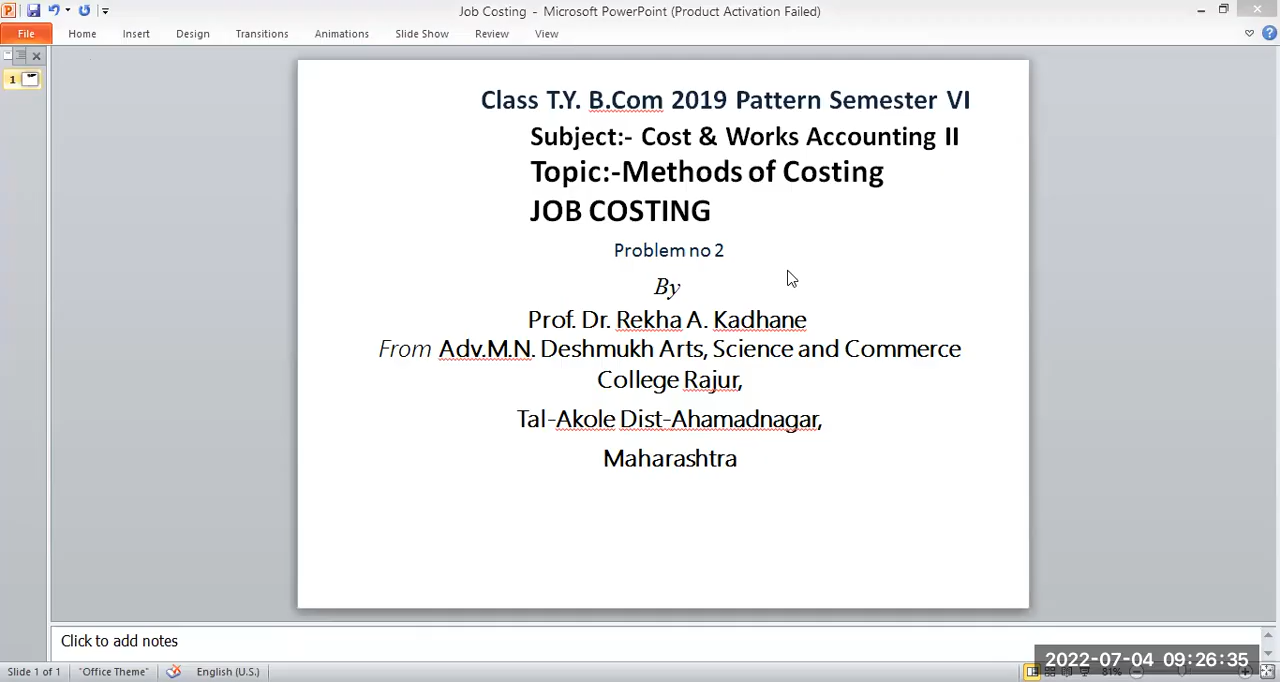 Job Costing - Microsoft PowerPoint (Product Activation Failed)
File Home Insert Design Transitions Animations Slide Show Review View
1
Class T.Y. B.Com 2019 Pattern Semester VI
Subject:- Cost & Works Accounting II
Topic:-Methods of Costing
JOB COSTING
Problem no 2
By
Prof. Dr. Rekha A. Kadhane
From Adv.M.N. Deshmukh Arts, Science and Commerce
College Rajur,
Tal-Akole Dist-Ahamadnagar,
Maharashtra
Click to add notes
Slide 1 of 1 "Office Theme" English (U.S.) 81%
2022-07-04 09:26:35